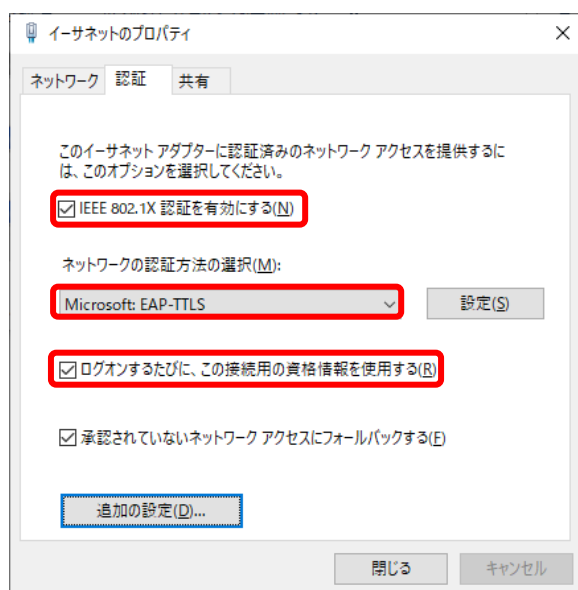 イーサネットのプロパティ
ネットワーク 認証 共有
このイーサネット アダプターに認証済みのネットワーク アクセスを提供するに
は、このオプションを選択してください。
IEEE 802.1X 認証を有効にする(N)
ネットワークの認証方法の選択(M):
Microsoft: EAP-TTLS 設定(S)
ログオンするたびに、この接続用の資格情報を使用する(R)
承認されていないネットワーク アクセスにフォールバックする(F)
追加の設定(D)...
閉じる キャンセル